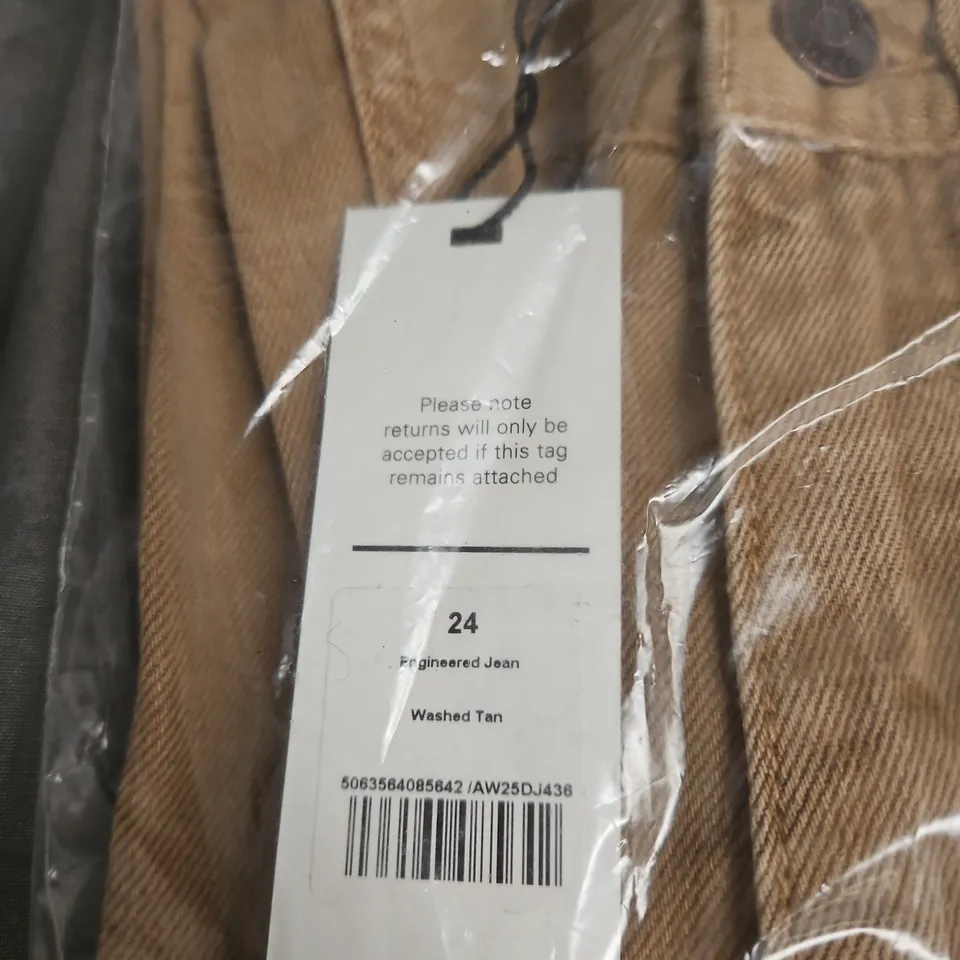 Please note
returns will only be
accepted if this tag
remains attached
24
Engineered Jean
Washed Tan
5063564085642 /AW25DJ436